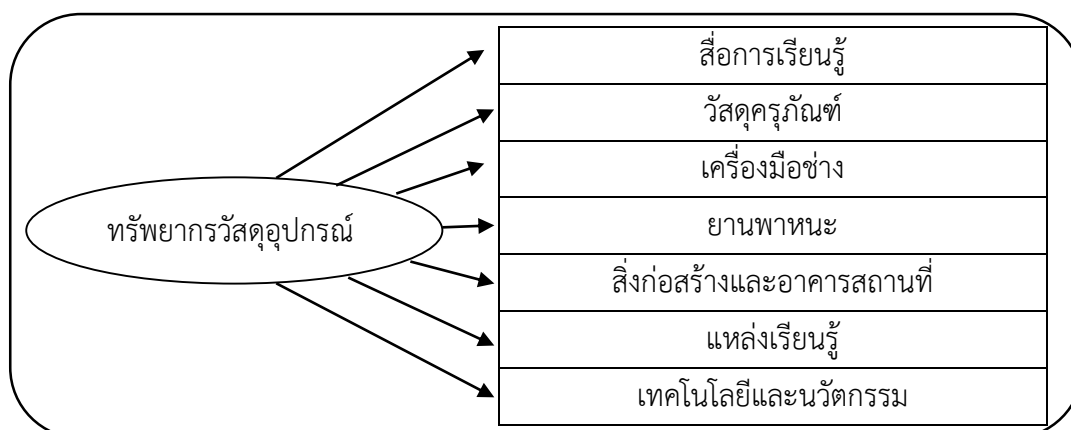 สื่อการเรียนรู้
วัสดุครุภัณฑ์
เครื่องมือช่าง
ทรัพยากรวัสดุอุปกรณ์
ยานพาหนะ
สิ่งก่อสร้างและอาคารสถานที่
แหล่งเรียนรู้
เทคโนโลยีและนวัตกรรม